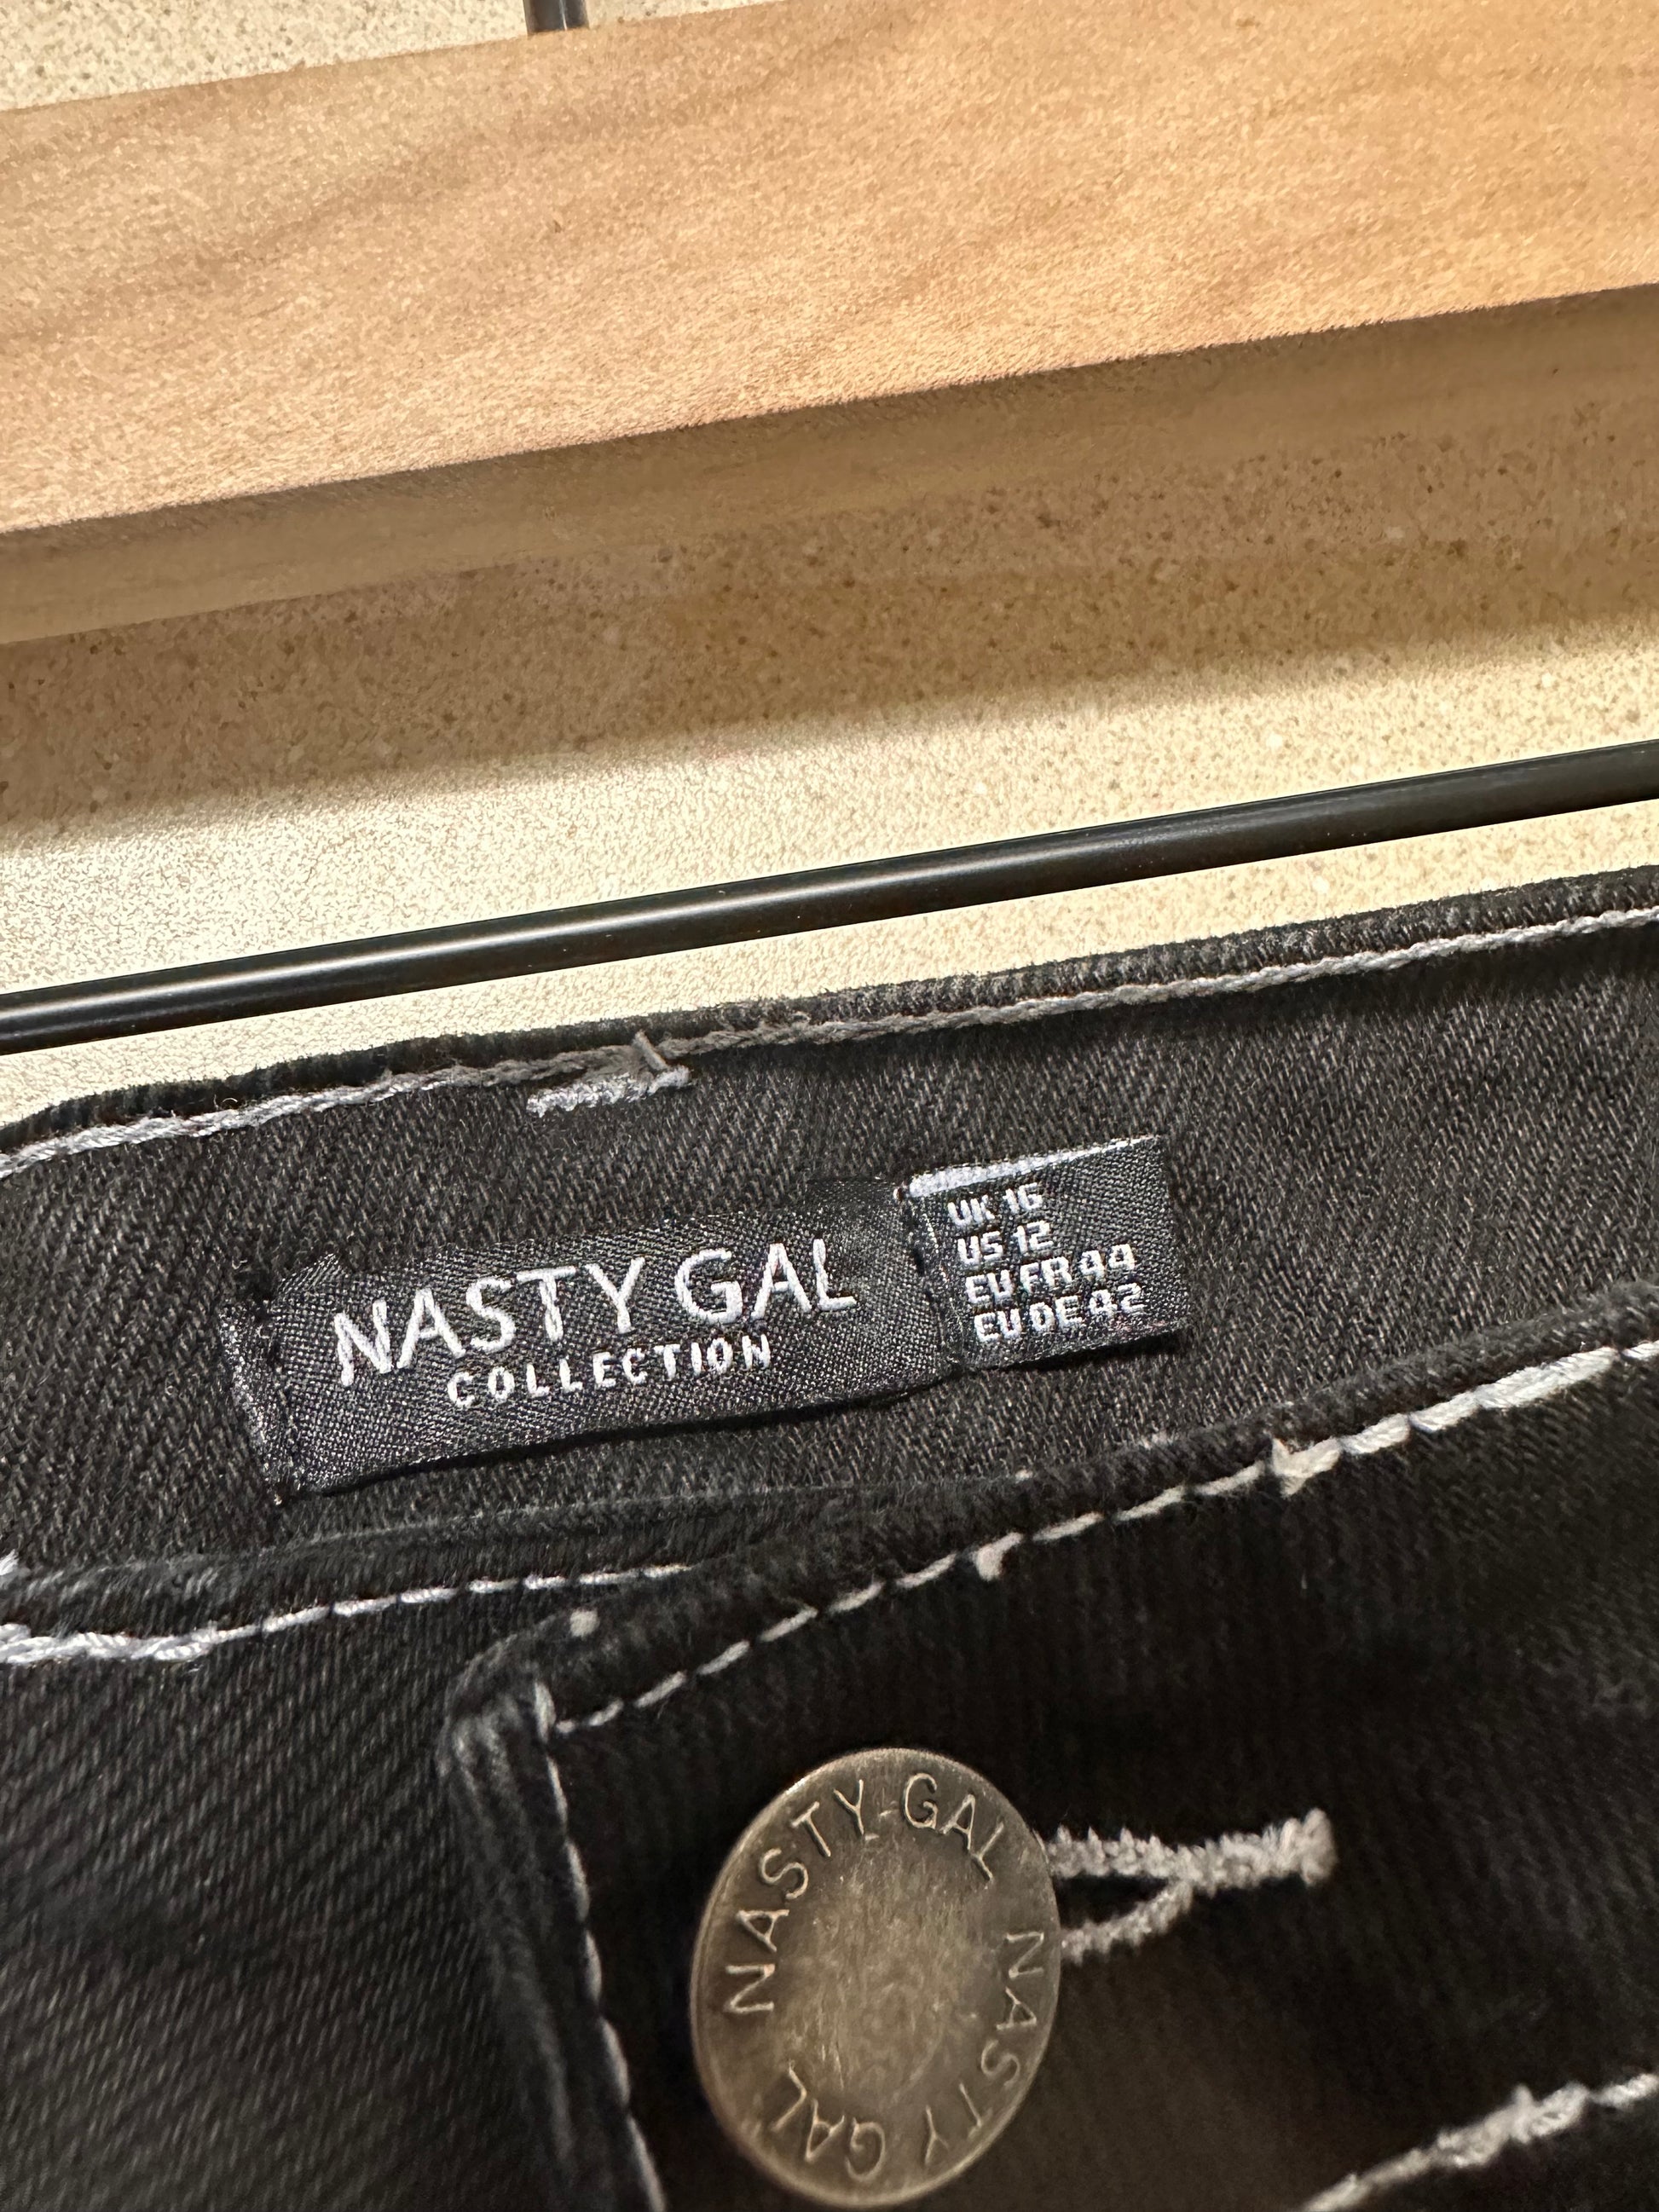 NASTY GAL
COLLECTION
UK 16
US 12
EU FR 44
EU DE 42
NASTY GAL NASTY GAL